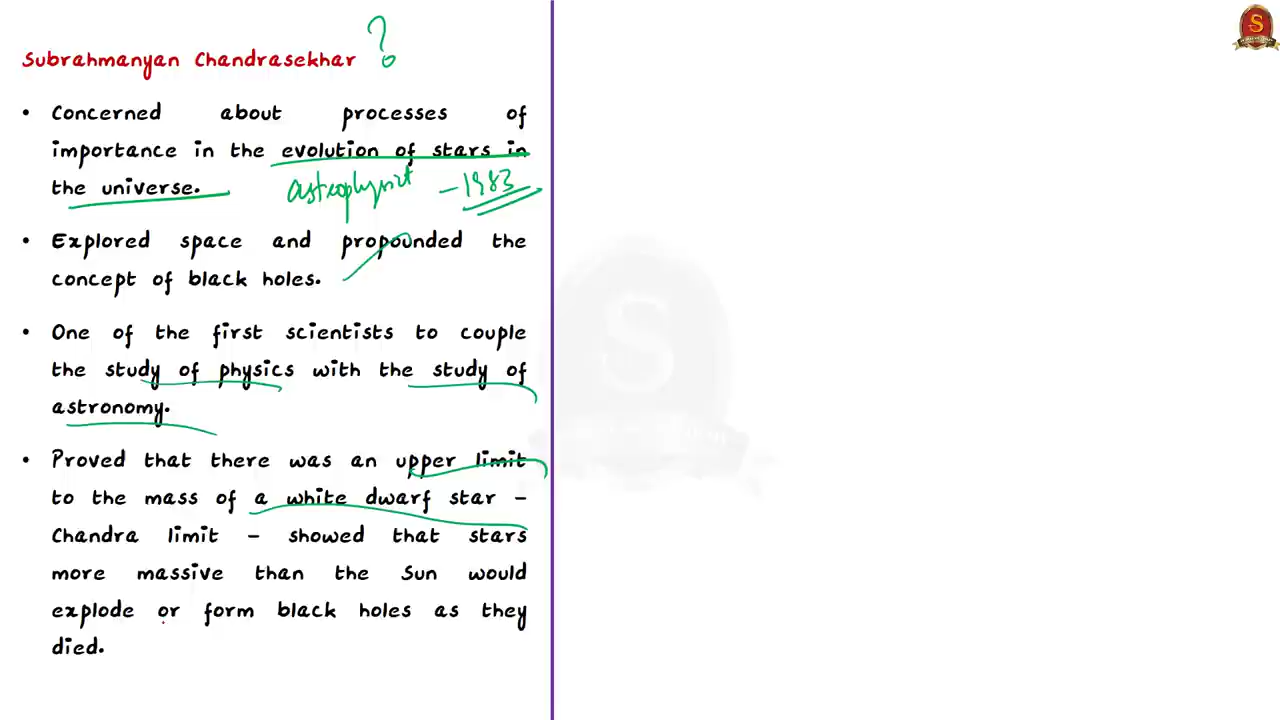 Subrahmanyan Chandrasekhar ?
• Concerned about processes of
importance in the evolution of stars in
the universe.
astrophysist - 1983
• Explored space and propounded the
concept of black holes.
• One of the first scientists to couple
the study of physics with the study of
astronomy.
• Proved that there was an upper limit
to the mass of a white dwarf star –
Chandra limit – showed that stars
more massive than the Sun would
explode or form black holes as they
died.
S